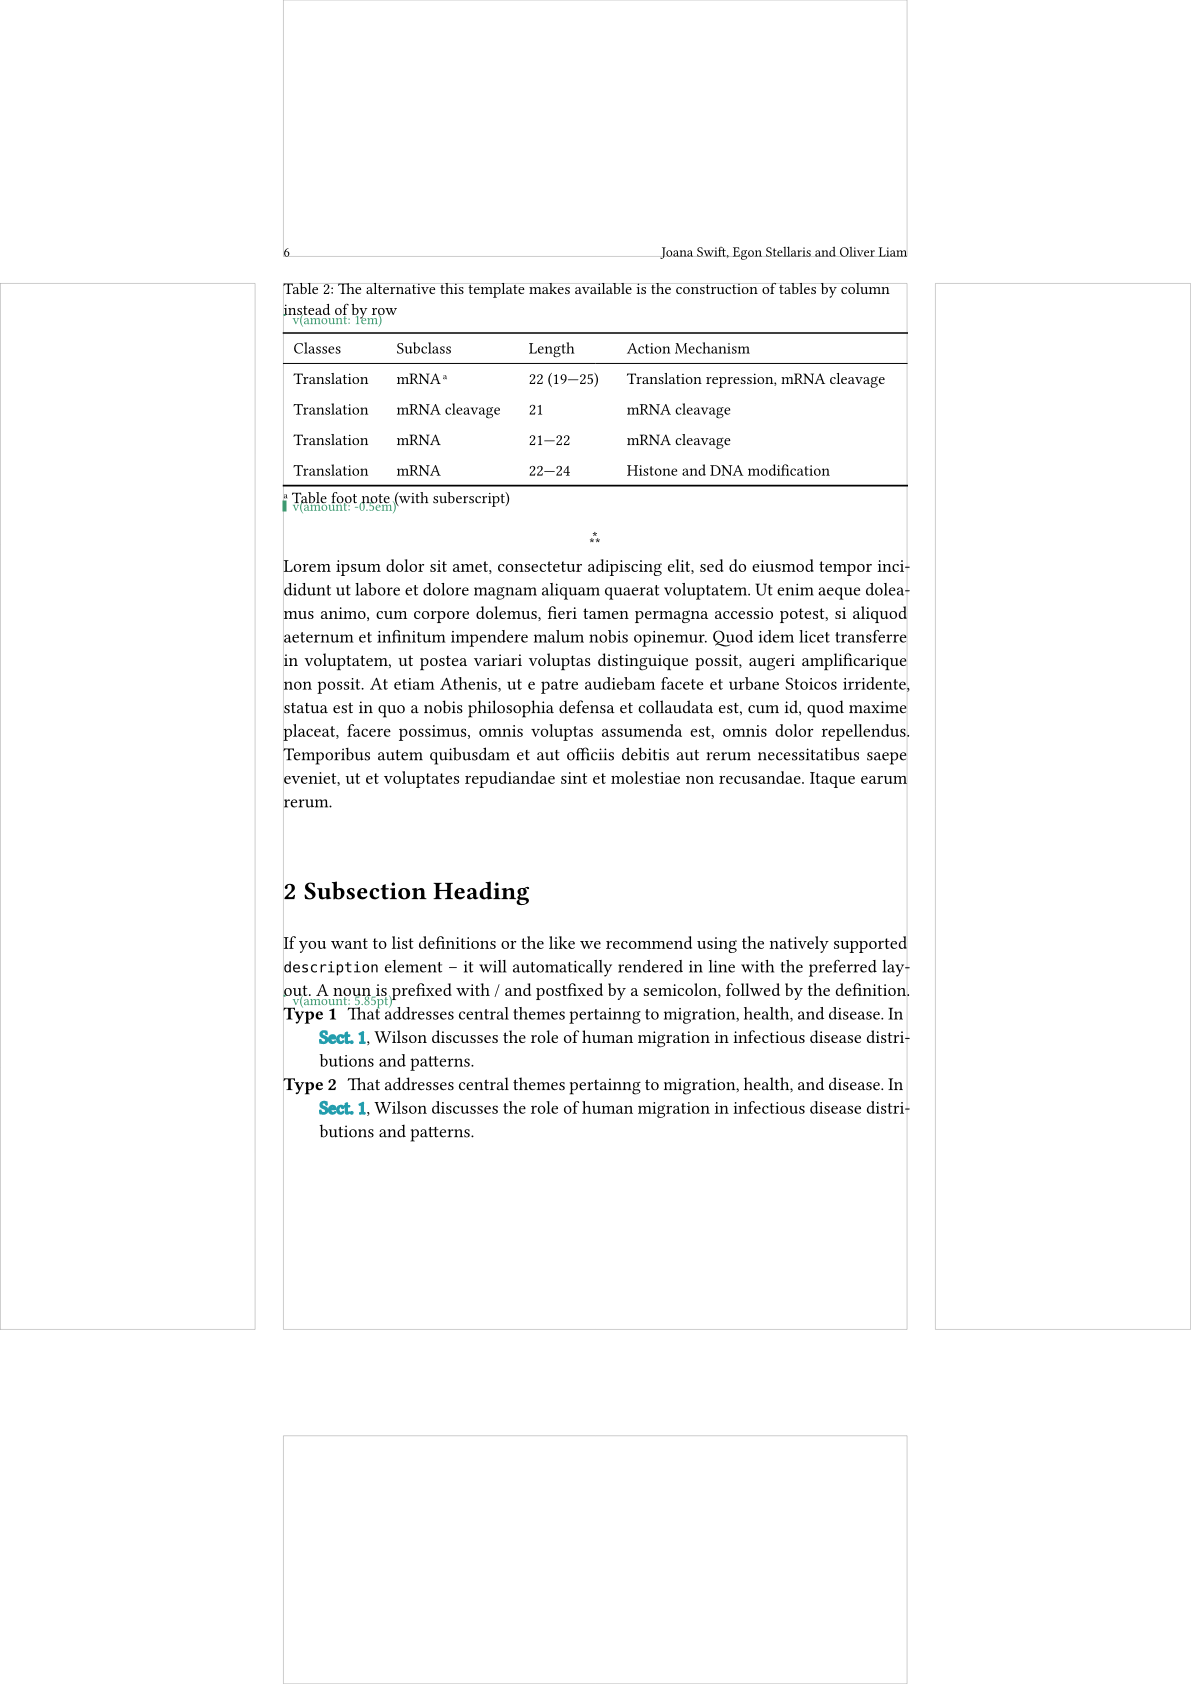 6 Joana Swift, Egon Stellaris and Oliver Liam
Table 2: The alternative this template makes available is the construction of tables by column
instead of by row
v(amount: 1em)
Classes Subclass Length Action Mechanism
Translation mRNA a 22 (19—25) Translation repression, mRNA cleavage
Translation mRNA cleavage 21 mRNA cleavage
Translation mRNA 21—22 mRNA cleavage
Translation mRNA 22—24 Histone and DNA modification
a Table foot note (with suberscript)
v(amount: -0.5em)
⁂
Lorem ipsum dolor sit amet, consectetur adipiscing elit, sed do eiusmod tempor inci-
didunt ut labore et dolore magnam aliquam quaerat voluptatem. Ut enim aeque dolea-
mus animo, cum corpore dolemus, fieri tamen permagna accessio potest, si aliquod
aeternum et infinitum impendere malum nobis opinemur. Quod idem licet transferre
in voluptatem, ut postea variari voluptas distinguique possit, augeri amplificarique
non possit. At etiam Athenis, ut e patre audiebam facete et urbane Stoicos irridente,
statua est in quo a nobis philosophia defensa et collaudata est, cum id, quod maxime
placeat, facere possimus, omnis voluptas assumenda est, omnis dolor repellendus.
Temporibus autem quibusdam et aut officiis debitis aut rerum necessitatibus saepe
eveniet, ut et voluptates repudiandae sint et molestiae non recusandae. Itaque earum
rerum.
2 Subsection Heading
If you want to list definitions or the like we recommend using the natively supported
description element – it will automatically rendered in line with the preferred lay-
out. A noun is prefixed with / and postfixed by a semicolon, follwed by the definition.
v(amount: 5.85pt)
Type 1 That addresses central themes pertainng to migration, health, and disease. In
Sect. 1, Wilson discusses the role of human migration in infectious disease distri-
butions and patterns.
Type 2 That addresses central themes pertainng to migration, health, and disease. In
Sect. 1, Wilson discusses the role of human migration in infectious disease distri-
butions and patterns.